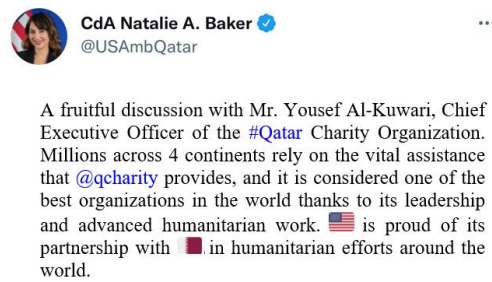 CdA Natalie A. Baker
@USAmbQatar
A fruitful discussion with Mr. Yousef Al-Kuwari, Chief
Executive Officer of the #Qatar Charity Organization.
Millions across 4 continents rely on the vital assistance
that @qcharity provides, and it is considered one of the
best organizations in the world thanks to its leadership
and advanced humanitarian work. 🇺🇸 is proud of its
partnership with 🇶🇦. in humanitarian efforts around the
world.